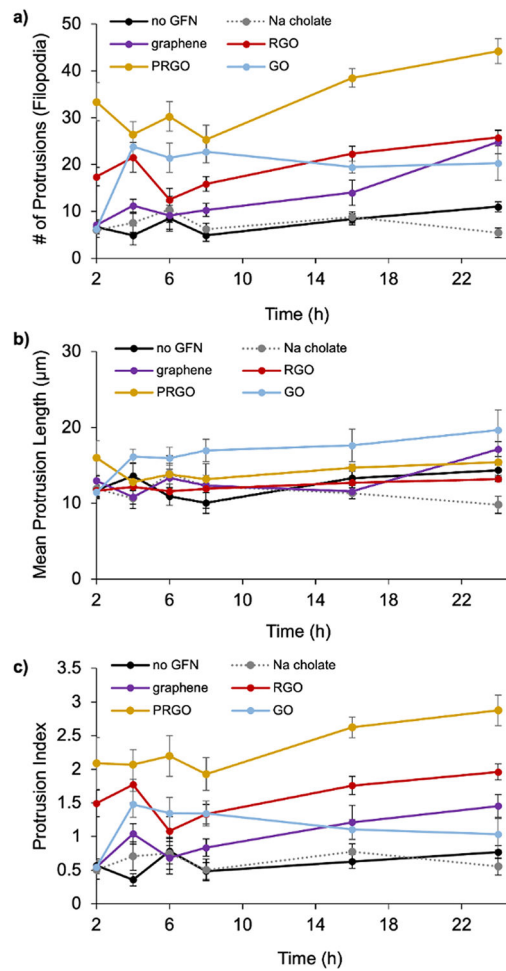 a)
no GFN
Na cholate
graphene
RGO
PRGO
GO
# of Protrusions (Filopodia)
50
40
30
20
10
0
2
6
10
14
18
22
Time (h)
b)
no GFN
Na cholate
graphene
RGO
PRGO
GO
Mean Protrusion Length (μm)
30
20
10
0
2
6
10
14
18
22
Time (h)
c)
no GFN
Na cholate
graphene
RGO
PRGO
GO
Protrusion Index
3.5
3
2.5
2
1.5
1
0.5
0
2
6
10
14
18
22
Time (h)